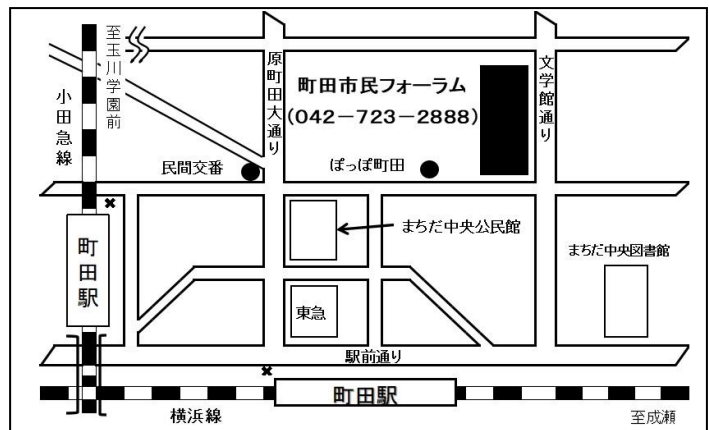 至玉川学園前
小田急線
原町田大通り
町田市民フォーラム
(042－723－2888)
文学館通り
民間交番
ぽっぽ町田
まちだ中央公民館
まちだ中央図書館
町田駅
東急
駅前通り
町田駅
横浜線
至成瀬